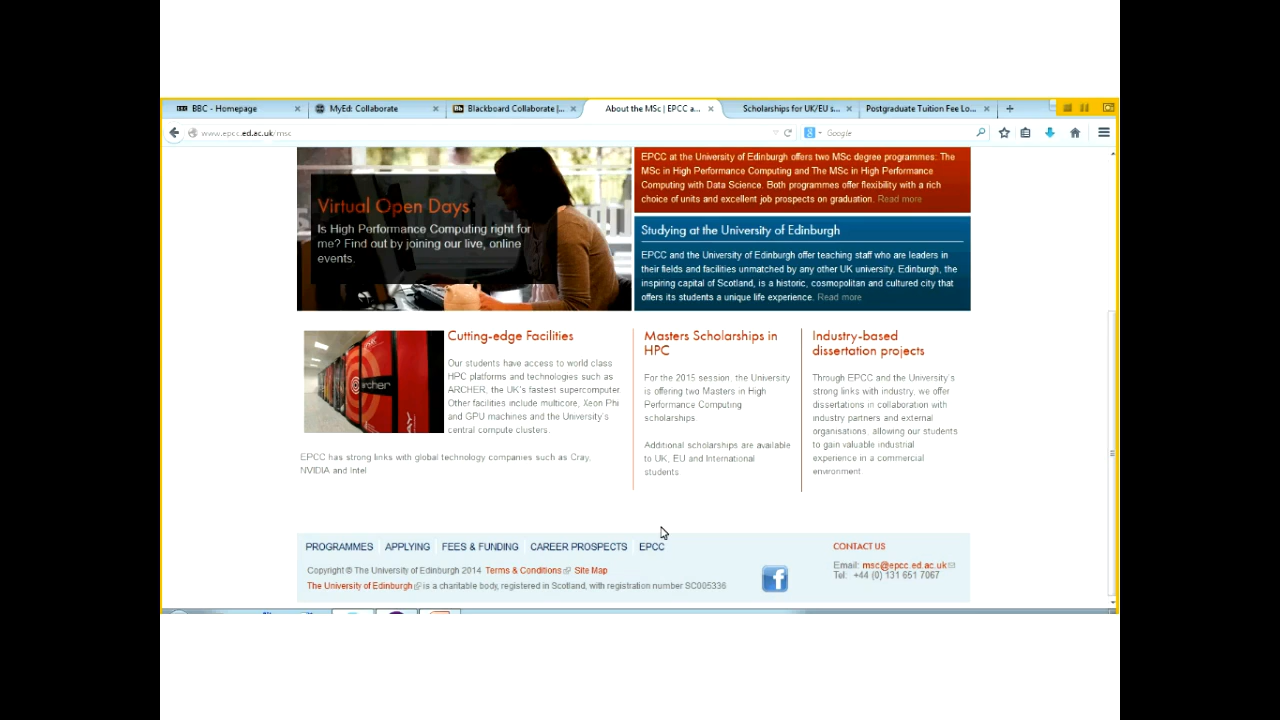 BBC - Homepage
MyEd: Collaborate
Blackboard Collaborate |...
About the MSc | EPCC a...
Scholarships for UK/EU s...
Postgraduate Tuition Fee Lo...
www.epcc.ed.ac.uk/msc
Google
Virtual Open Days
Is High Performance Computing right for
me? Find out by joining our live, online
events.
EPCC at the University of Edinburgh offers two MSc degree programmes: The
MSc in High Performance Computing and The MSc in High Performance
Computing with Data Science. Both programmes offer flexibility with a rich
choice of units and excellent job prospects on graduation. Read more
Studying at the University of Edinburgh
EPCC and the University of Edinburgh offer teaching staff who are leaders in
their fields and facilities unmatched by any other UK university. Edinburgh, the
inspiring capital of Scotland, is a historic, cosmopolitan and cultured city that
offers its students a unique life experience. Read more
archer
Cutting-edge Facilities
Our students have access to world class
HPC platforms and technologies such as
ARCHER, the UK's fastest supercomputer.
Other facilities include multicore, Xeon Phi
and GPU machines and the University's
central compute clusters.
EPCC has strong links with global technology companies such as Cray,
NVIDIA and Intel
Masters Scholarships in
HPC
For the 2015 session, the University
is offering two Masters in High
Performance Computing
scholarships.
Additional scholarships are available
to UK, EU and International
students.
Industry-based
dissertation projects
Through EPCC and the University's
strong links with industry, we offer
dissertations in collaboration with
industry partners and external
organisations, allowing our students
to gain valuable industrial
experience in a commercial
environment.
PROGRAMMES APPLYING FEES & FUNDING CAREER PROSPECTS EPCC
Copyright © The University of Edinburgh 2014 Terms & Conditions Site Map
The University of Edinburgh is a charitable body, registered in Scotland, with registration number SC005336
CONTACT US
Email: msc@epcc.ed.ac.uk
Tel: +44 (0) 131 651 7067